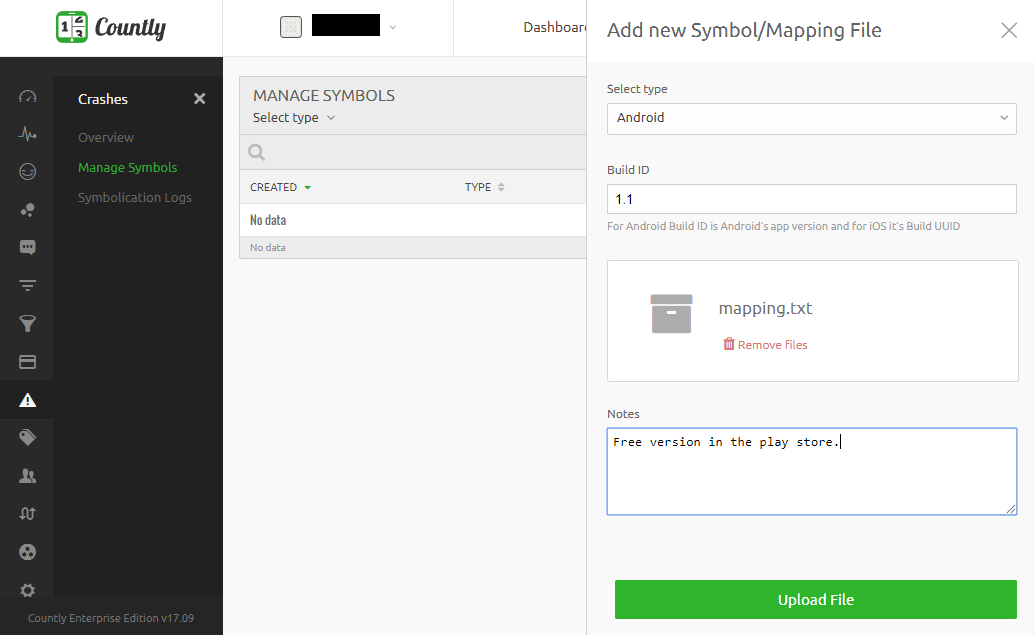 Countly
Dashboar
Crashes
Overview
Manage Symbols
Symbolication Logs
Countly Enterprise Edition v17.09
MANAGE SYMBOLS
Select type
CREATED TYPE
No data
No data
Add new Symbol/Mapping File
Select type
Android
Build ID
1.1
For Android Build ID is Android's app version and for iOS it's Build UUID
mapping.txt
Remove files
Notes
Free version in the play store.
Upload File